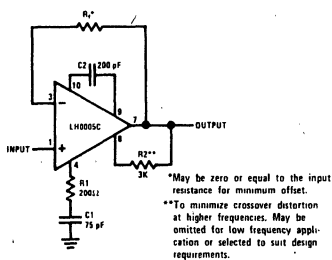 R₁*
C2
200 pF
10
3
−
9
LH0005C
7
OUTPUT
INPUT
1
+
8
4
R2**
3K
R1
200Ω
C1
75 pF
*May be zero or equal to the input
resistance for minimum offset.
**To minimize crossover distortion
at higher frequencies. May be
omitted for low frequency appli-
cation or selected to suit design
requirements.